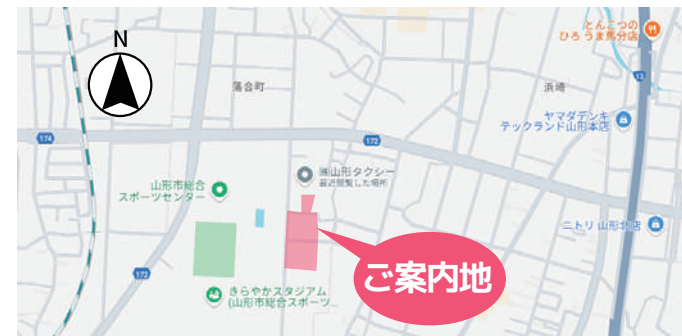 N
とんこつの
ひろ うま馬分店
13
落合町
浜崎
ヤマダデンキ
テックランド山形本店
174
172
㈱山形タクシー
最近閲覧した場所
山形市総合
スポーツセンター
ニトリ 山形北店
ご案内地
172
きらやかスタジアム
(山形市総合スポーツ...